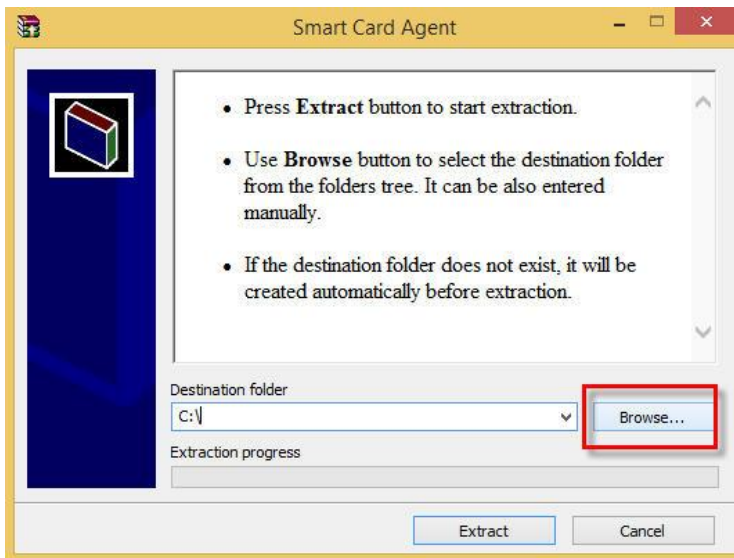 Smart Card Agent
• Press Extract button to start extraction.
• Use Browse button to select the destination folder
from the folders tree. It can be also entered
manually.
• If the destination folder does not exist, it will be
created automatically before extraction.
Destination folder
C:\
Browse...
Extraction progress
Extract
Cancel